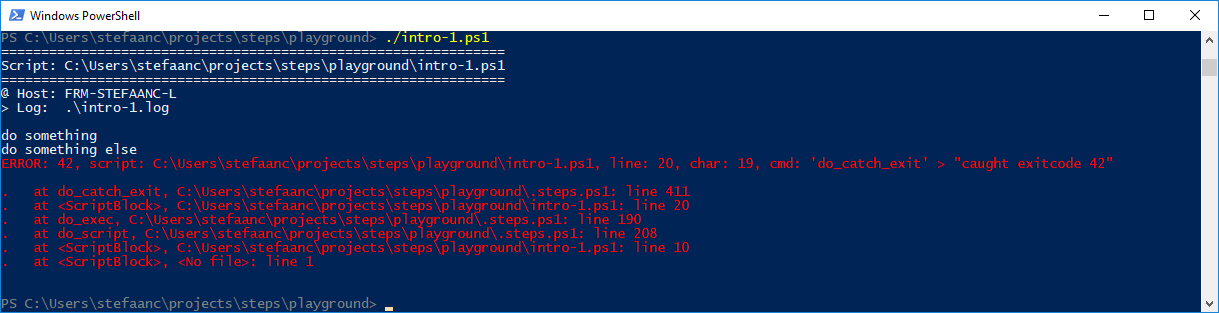 Windows PowerShell
PS C:\Users\stefaanc\projects\steps\playground> ./intro-1.ps1
===============================================================
Script: C:\Users\stefaanc\projects\steps\playground\intro-1.ps1
===============================================================
@ Host: FRM-STEFAANC-L
> Log:  .\intro-1.log
do something
do something else
ERROR: 42, script: C:\Users\stefaanc\projects\steps\playground\intro-1.ps1, line: 20, char: 19, cmd: 'do_catch_exit' > "caught exitcode 42"
.   at do_catch_exit, C:\Users\stefaanc\projects\steps\playground\.steps.ps1: line 411
.   at <ScriptBlock>, C:\Users\stefaanc\projects\steps\playground\intro-1.ps1: line 20
.   at do_exec, C:\Users\stefaanc\projects\steps\playground\.steps.ps1: line 190
.   at do_script, C:\Users\stefaanc\projects\steps\playground\.steps.ps1: line 208
.   at <ScriptBlock>, C:\Users\stefaanc\projects\steps\playground\intro-1.ps1: line 10
.   at <ScriptBlock>, <No file>: line 1
PS C:\Users\stefaanc\projects\steps\playground>